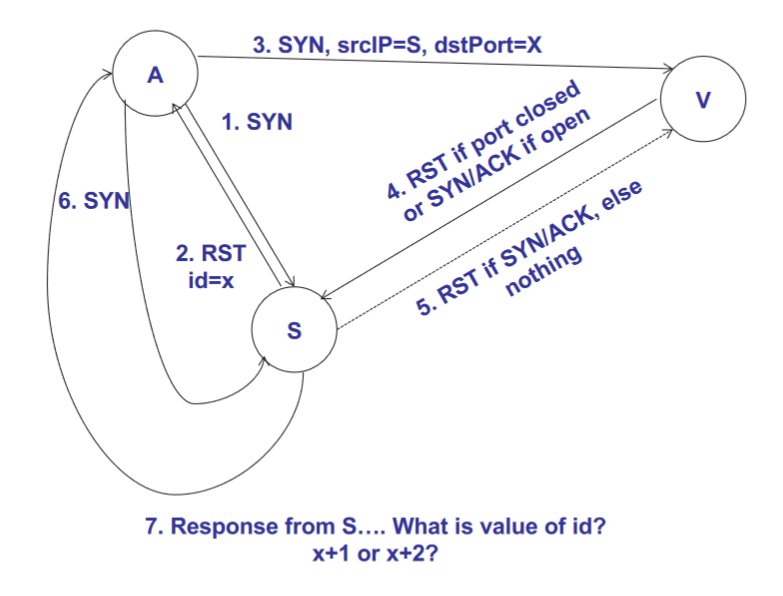 3. SYN, srcIP=S, dstPort=X
A
V
1. SYN
4. RST if port closed
or SYN/ACK if open
6. SYN
2. RST
id=x
5. RST if SYN/ACK, else
nothing
S
7. Response from S.... What is value of id?
x+1 or x+2?